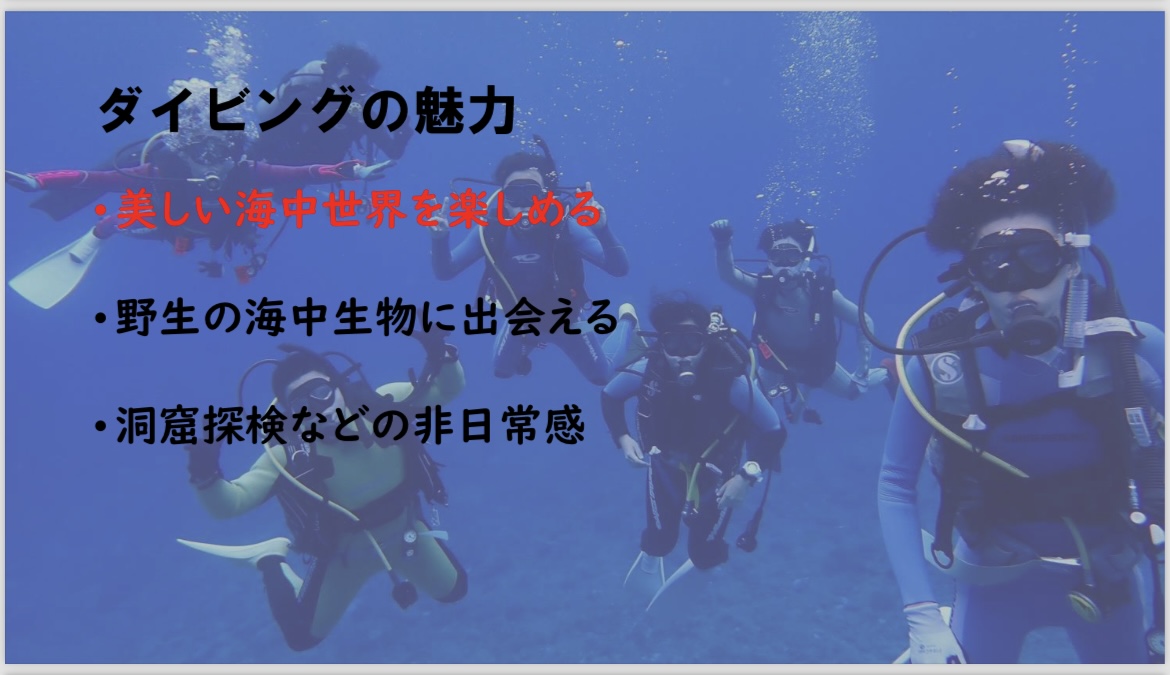 ダイビングの魅力
・美しい海中世界を楽しめる
・野生の海中生物に出会える
・洞窟探検などの非日常感